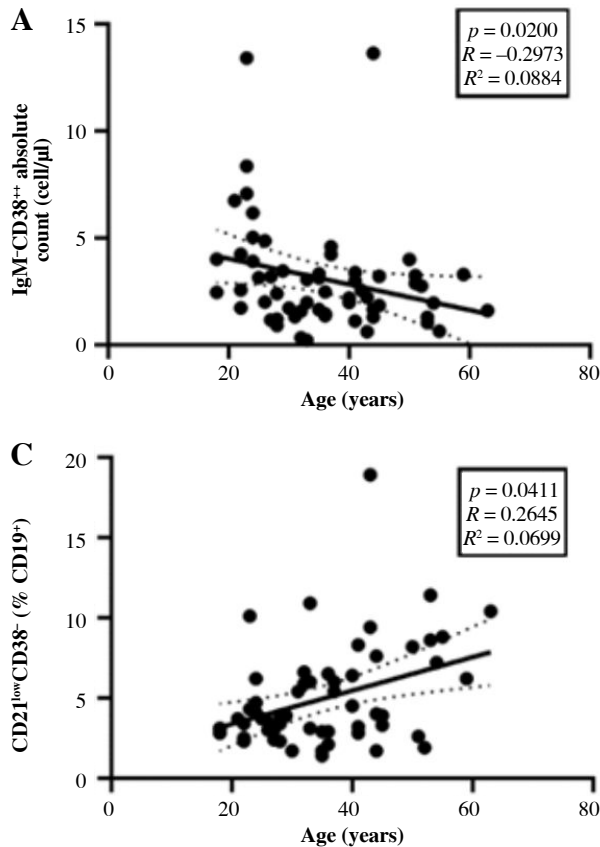 A
15
10
5
0
IgM⁻CD38⁺⁺ absolute
count (cell/μl)
p = 0.0200
R = –0.2973
R² = 0.0884
0 20 40 60 80
Age (years)
C
20
15
10
5
0
CD21ˡᵒʷCD38⁻ (% CD19⁺)
p = 0.0411
R = 0.2645
R² = 0.0699
0 20 40 60 80
Age (years)